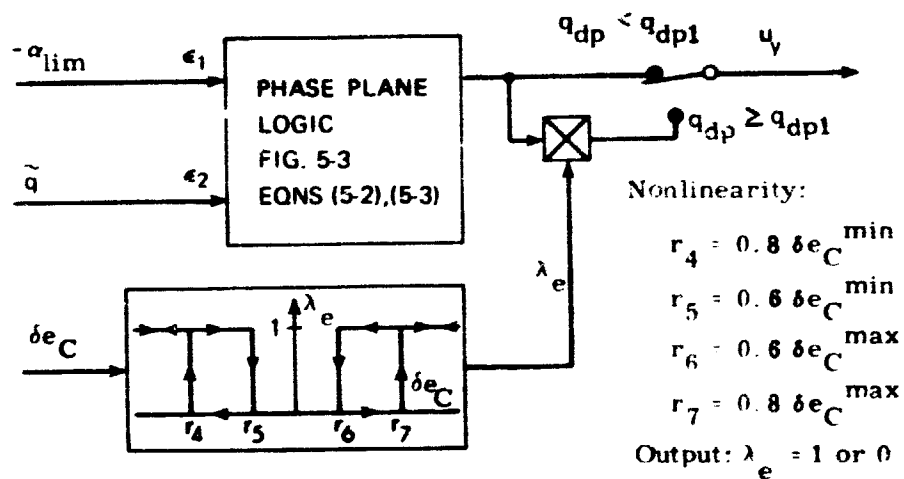 q_dp < q_dp1
u_y
-α_lim
ϵ_1
PHASE PLANE
LOGIC
FIG. 5-3
EQNS (5-2),(5-3)
q_dp ≥ q_dp1
q̃
ϵ_2
Nonlinearity:
r_4 = 0.8 δe_C^min
r_5 = 0.6 δe_C^min
r_6 = 0.6 δe_C^max
r_7 = 0.8 δe_C^max
Output: λ_e = 1 or 0
λ_e
δe_C
λ_e
1
δe_C
r_4 r_5 r_6 r_7